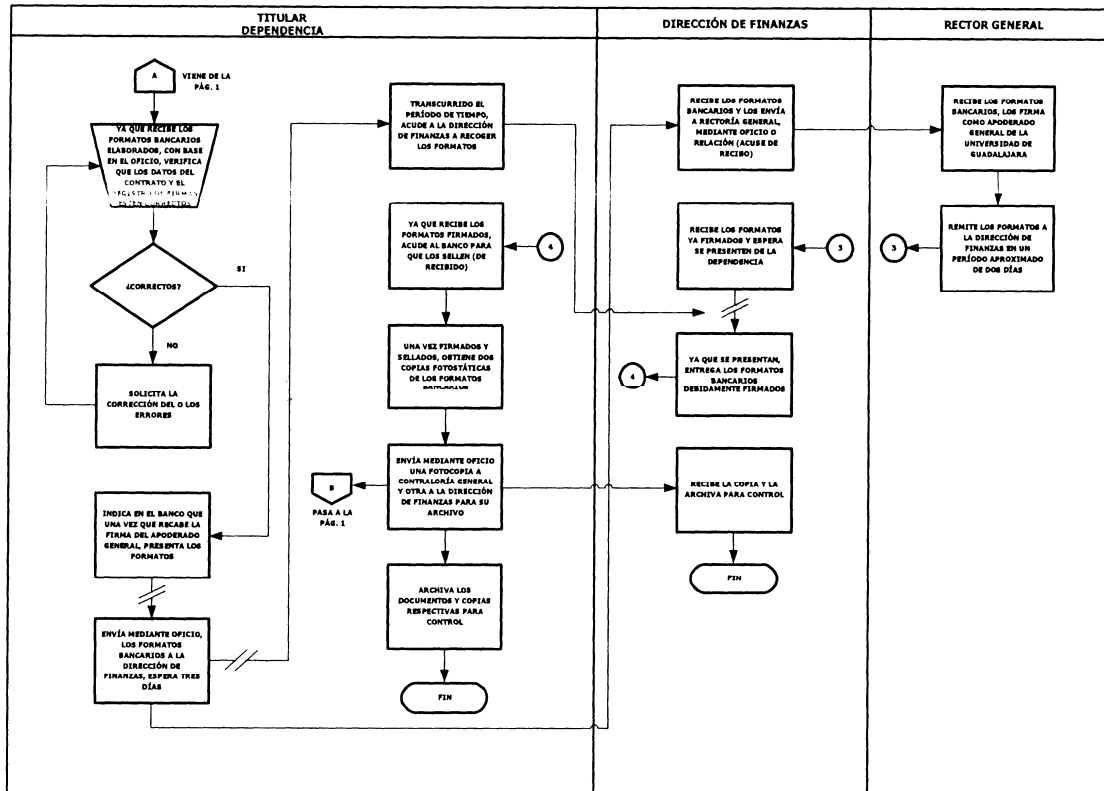 TITULAR
DEPENDENCIA
DIRECCIÓN DE FINANZAS
RECTOR GENERAL
A
VIENE DE LA
PÁG. 1
YA QUE RECIBE LOS
FORMATOS BANCARIOS
ELABORADOS, CON BASE
EN EL OFICIO, VERIFICA
QUE LOS DATOS DEL
CONTRATO Y EL
REGISTRO DE FIRMAS
ESTÉN CORRECTOS
¿CORRECTOS?
SI
NO
SOLICITA LA
CORRECCIÓN DEL O LOS
ERRORES
INDICA EN EL BANCO QUE
UNA VEZ QUE RECABE LA
FIRMA DEL APODERADO
GENERAL, PRESENTA LOS
FORMATOS
ENVÍA MEDIANTE OFICIO,
LOS FORMATOS
BANCARIOS A LA
DIRECCIÓN DE
FINANZAS, ESPERA TRES
DÍAS
TRANSCURRIDO EL
PERÍODO DE TIEMPO,
ACUDE A LA DIRECCIÓN
DE FINANZAS A RECOGER
LOS FORMATOS
YA QUE RECIBE LOS
FORMATOS FIRMADOS,
ACUDE AL BANCO PARA
QUE LOS SELLEN (DE
RECIBIDO)
4
UNA VEZ FIRMADOS Y
SELLADOS, OBTIENE DOS
COPIAS FOTOSTÁTICAS
DE LOS FORMATOS
BANCARIOS
ENVÍA MEDIANTE OFICIO
UNA FOTOCOPIA A
CONTRALORÍA GENERAL
Y OTRA A LA DIRECCIÓN
DE FINANZAS PARA SU
ARCHIVO
B
PASA A LA
PÁG. 1
ARCHIVA LOS
DOCUMENTOS Y COPIAS
RESPECTIVAS PARA
CONTROL
FIN
RECIBE LOS FORMATOS
BANCARIOS Y LOS ENVÍA
A RECTORÍA GENERAL,
MEDIANTE OFICIO O
RELACIÓN (ACUSE DE
RECIBO)
RECIBE LOS FORMATOS
YA FIRMADOS Y ESPERA
SE PRESENTEN DE LA
DEPENDENCIA
3
YA QUE SE PRESENTAN,
ENTREGA LOS FORMATOS
BANCARIOS
DEBIDAMENTE FIRMADOS
4
RECIBE LA COPIA Y LA
ARCHIVA PARA CONTROL
FIN
RECIBE LOS FORMATOS
BANCARIOS, LOS FIRMA
COMO APODERADO
GENERAL DE LA
UNIVERSIDAD DE
GUADALAJARA
REMITE LOS FORMATOS A
LA DIRECCIÓN DE
FINANZAS EN UN
PERÍODO APROXIMADO
DE DOS DÍAS
3